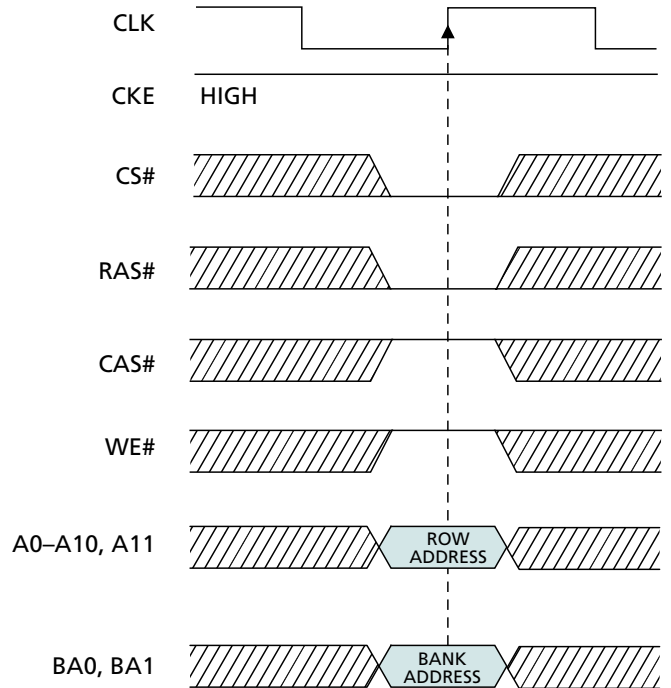 CLK
CKE HIGH
CS#
RAS#
CAS#
WE#
A0–A10, A11 ROW
ADDRESS
BA0, BA1 BANK
ADDRESS